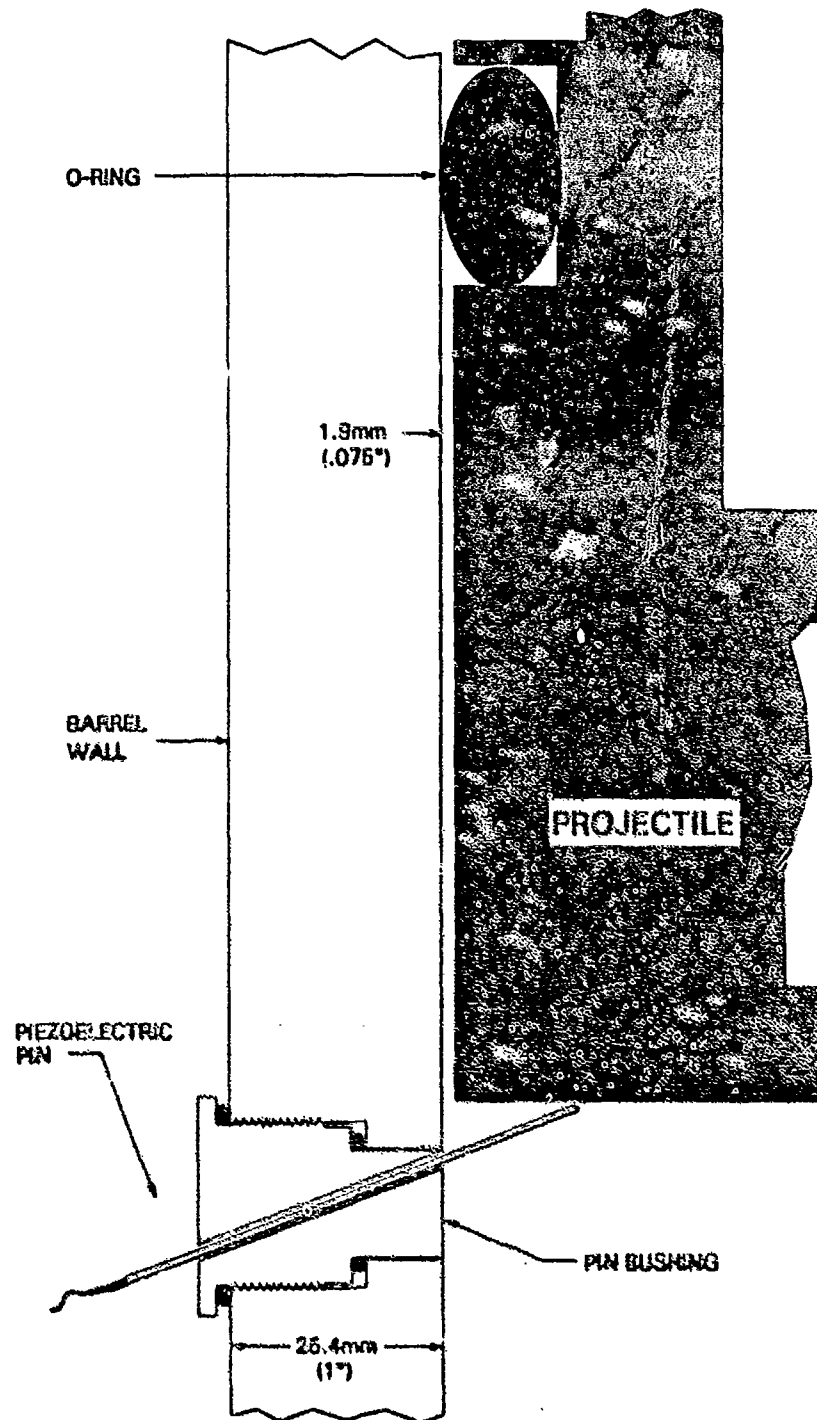 O-RING
1.9mm
(.075")
BARREL
WALL
PROJECTILE
PIEZOELECTRIC
PIN
PIN BUSHING
25.4mm
(1")